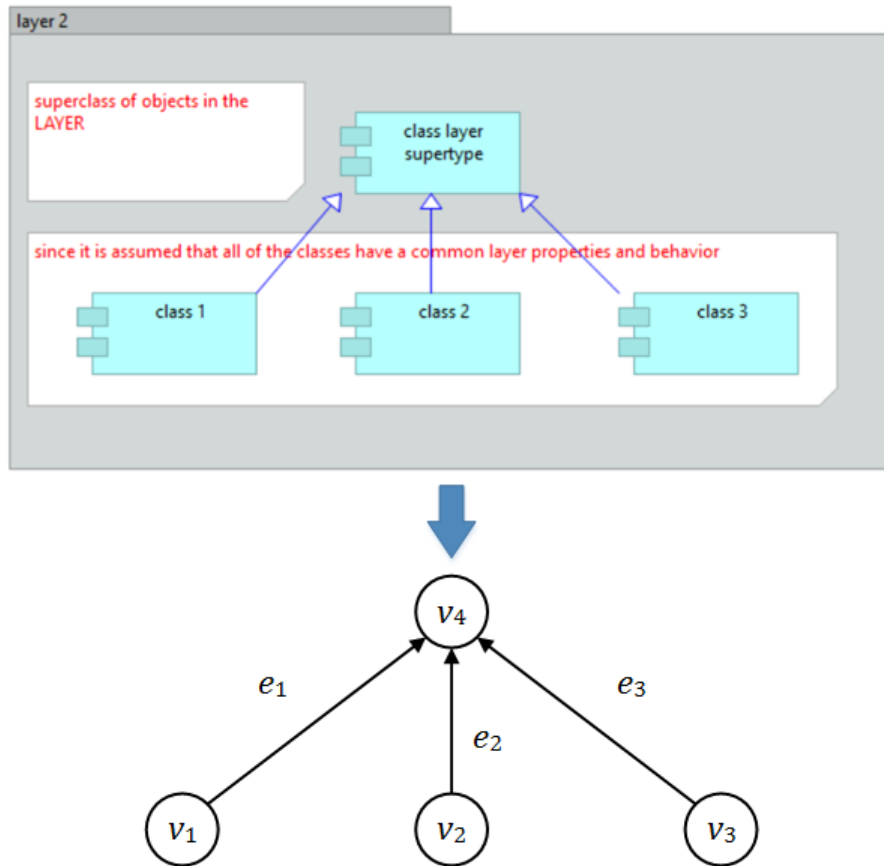 layer 2
superclass of objects in the
LAYER
class layer
supertype
since it is assumed that all of the classes have a common layer properties and behavior
class 1
class 2
class 3
v₄
e₁
e₃
e₂
v₁
v₂
v₃